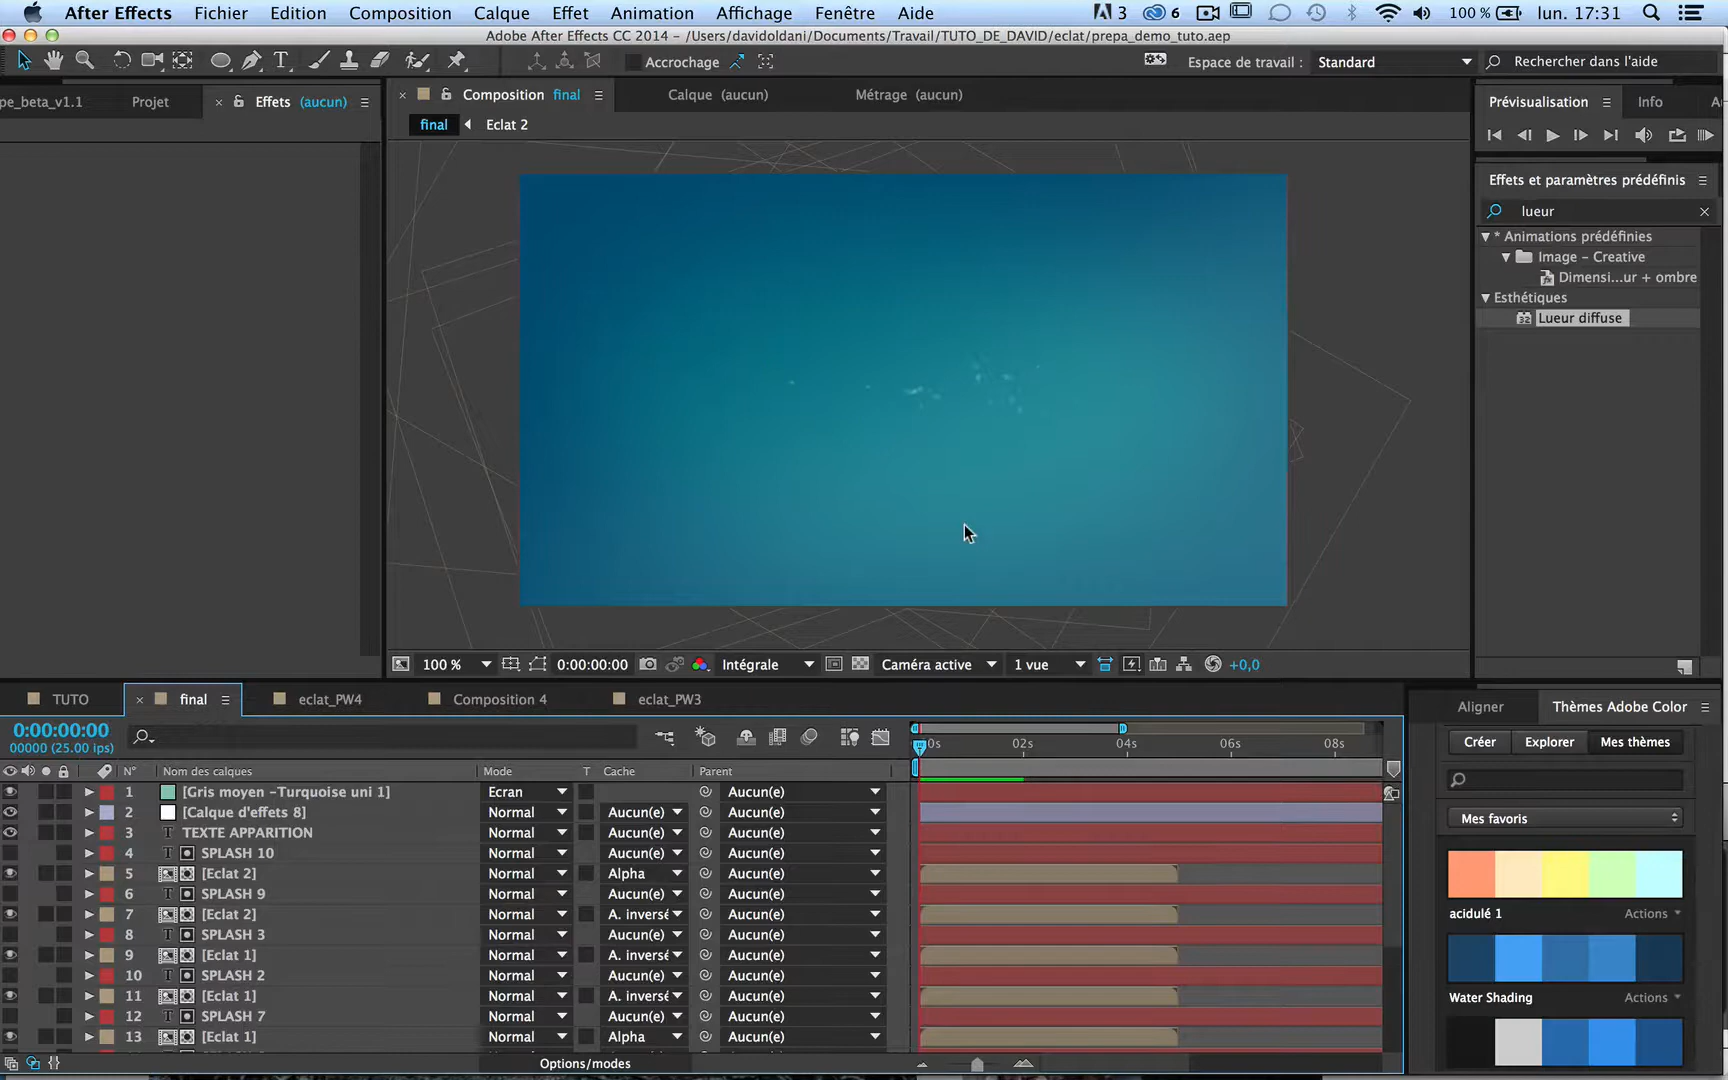 After Effects Fichier Edition Composition Calque Effet Animation Affichage Fenêtre Aide 3 6 100 % lun. 17:31
Adobe After Effects CC 2014 – /Users/davidoldani/Documents/Travail/TUTO_DE_DAVID/eclat/prepa_demo_tuto.aep
Accrochage Espace de travail : Standard Rechercher dans l'aide
pe_beta_v1.1 Projet Effets (aucun) Composition final Calque (aucun) Métrage (aucun) Prévisualisation Info
final Eclat 2
Effets et paramètres prédéfinis
lueur
* Animations prédéfinies
Image – Creative
Dimensi...ur + ombre
Esthétiques
Lueur diffuse
100 % 0:00:00:00 Intégrale Caméra active 1 vue +0,0
TUTO final eclat_PW4 Composition 4 eclat_PW3 Aligner Thèmes Adobe Color
0:00:00:00
00000 (25.00 ips)
0s 02s 04s 06s 08s
Créer Explorer Mes thèmes
N° Nom des calques Mode T Cache Parent
1 [Gris moyen –Turquoise uni 1] Ecran Aucun(e)
2 [Calque d'effets 8] Normal Aucun(e) Aucun(e)
3 T TEXTE APPARITION Normal Aucun(e) Aucun(e)
4 T SPLASH 10 Normal Aucun(e) Aucun(e)
5 [Eclat 2] Normal Alpha Aucun(e)
6 T SPLASH 9 Normal Aucun(e) Aucun(e)
7 [Eclat 2] Normal A. inversé Aucun(e)
8 T SPLASH 3 Normal Aucun(e) Aucun(e)
9 [Eclat 1] Normal A. inversé Aucun(e)
10 T SPLASH 2 Normal Aucun(e) Aucun(e)
11 [Eclat 1] Normal A. inversé Aucun(e)
12 T SPLASH 7 Normal Aucun(e) Aucun(e)
13 [Eclat 1] Normal Alpha Aucun(e)
Options/modes
Mes favoris
acidulé 1 Actions
Water Shading Actions